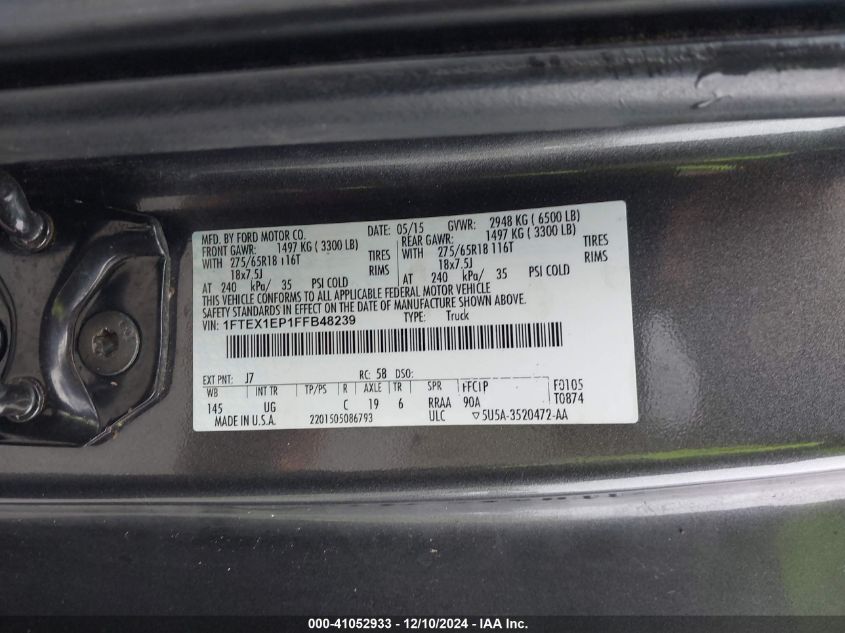 MFD. BY FORD MOTOR CO. DATE: 05/15 GVWR: 2948 KG ( 6500 LB)
FRONT GAWR: 1497 KG ( 3300 LB) REAR GAWR: 1497 KG ( 3300 LB)
WITH 275/65R18 116T TIRES WITH 275/65R18 116T TIRES
18x7.5J RIMS 18x7.5J RIMS
AT 240 kPa/ 35 PSI COLD AT 240 kPa/ 35 PSI COLD
THIS VEHICLE CONFORMS TO ALL APPLICABLE FEDERAL MOTOR VEHICLE
SAFETY STANDARDS IN EFFECT ON THE DATE OF MANUFACTURE SHOWN ABOVE.
VIN: 1FTEX1EP1FFB48239 TYPE: Truck
EXT PNT: J7 RC: 58 DSO:
WB INT TR TP/PS R AXLE TR SPR F0105
145 UG C 19 6 RRAA 90A T0874
MADE IN U.S.A. 2201505086793 ULC ▽5U5A-3520472-AA
000-41052933 - 12/10/2024 - IAA Inc.